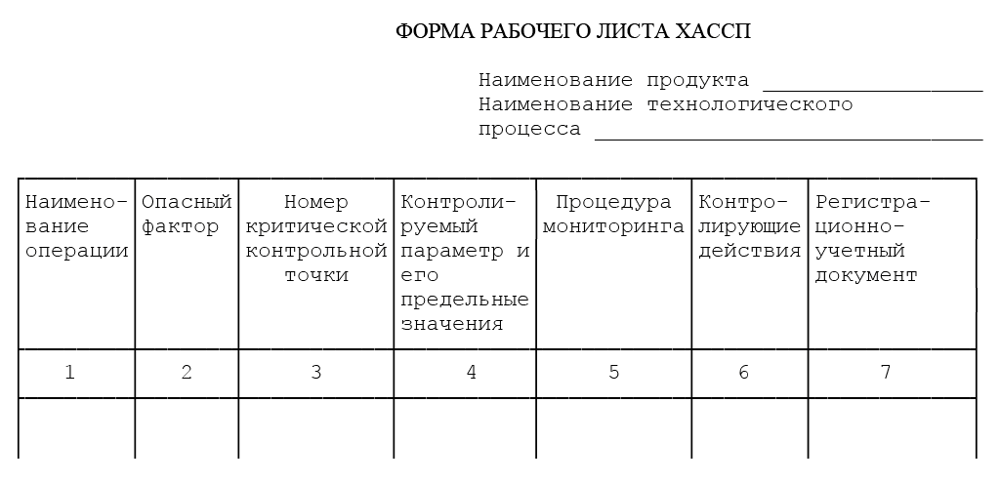 ФОРМА РАБОЧЕГО ЛИСТА ХАССП
Наименование продукта
Наименование технологического
процесса
Наимено-
вание
операции
Опасный
фактор
Номер
критической
контрольной
точки
Контроли-
руемый
параметр и
его
предельные
значения
Процедура
мониторинга
Контро-
лирующие
действия
Регистра-
ционно-
учетный
документ
1 2 3 4 5 6 7